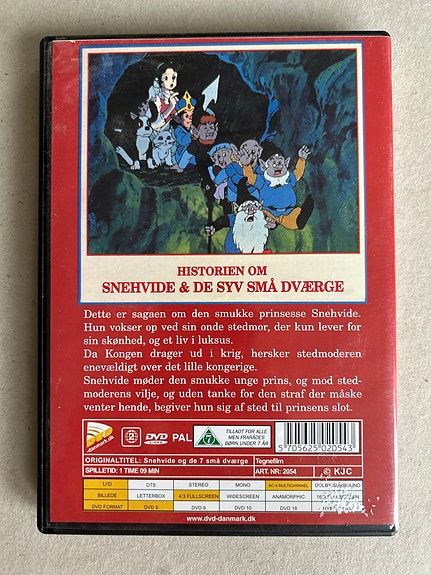 HISTORIEN OM
SNEHVIDE & DE SYV SMÅ DVÆRGE
Dette er sagaen om den smukke prinsesse Snehvide.
Hun vokser op ved sin onde stedmor, der kun lever for
sin skønhed, og et liv i luksus.
Da Kongen drager ud i krig, hersker stedmoderen
enevældigt over det lille kongerige.
Snehvide møder den smukke unge prins, og mod sted-
moderens vilje, og uden tanke for den straf der måske
venter hende, begiver hun sig af sted til prinsens slot.
danmark.dk
2
DVD
PAL
7
TILLADT FOR ALLE
MEN FRARÅDES
BØRN UNDER 7 ÅR
5 705625 020543
ORIGINALTITEL: Snehvide og de 7 små dværge
Tegnefilm
SPILLETID: 1 TIME 09 MIN
ART. NR: 2054
© KJC
LYD DTS STEREO MONO AC-3 MULTICHANNEL DOLBY SURROUND
BILLEDE LETTERBOX 4:3 FULLSCREEN WIDESCREEN ANAMORPHIC
DVD FORMAT DVD 5 DVD 9 DVD 10 DVD 18
www.dvd-danmark.dk